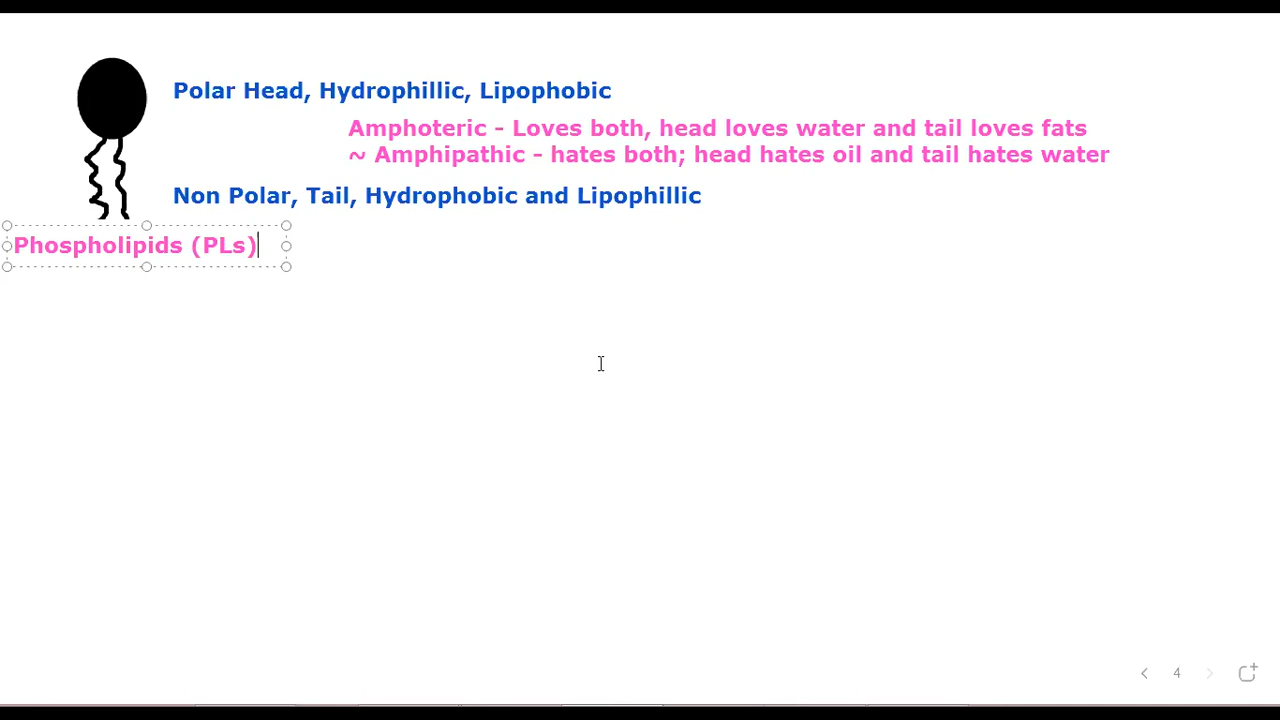 Polar Head, Hydrophillic, Lipophobic
Amphoteric - Loves both, head loves water and tail loves fats
~ Amphipathic - hates both; head hates oil and tail hates water
Non Polar, Tail, Hydrophobic and Lipophillic
Phospholipids (PLs)
4